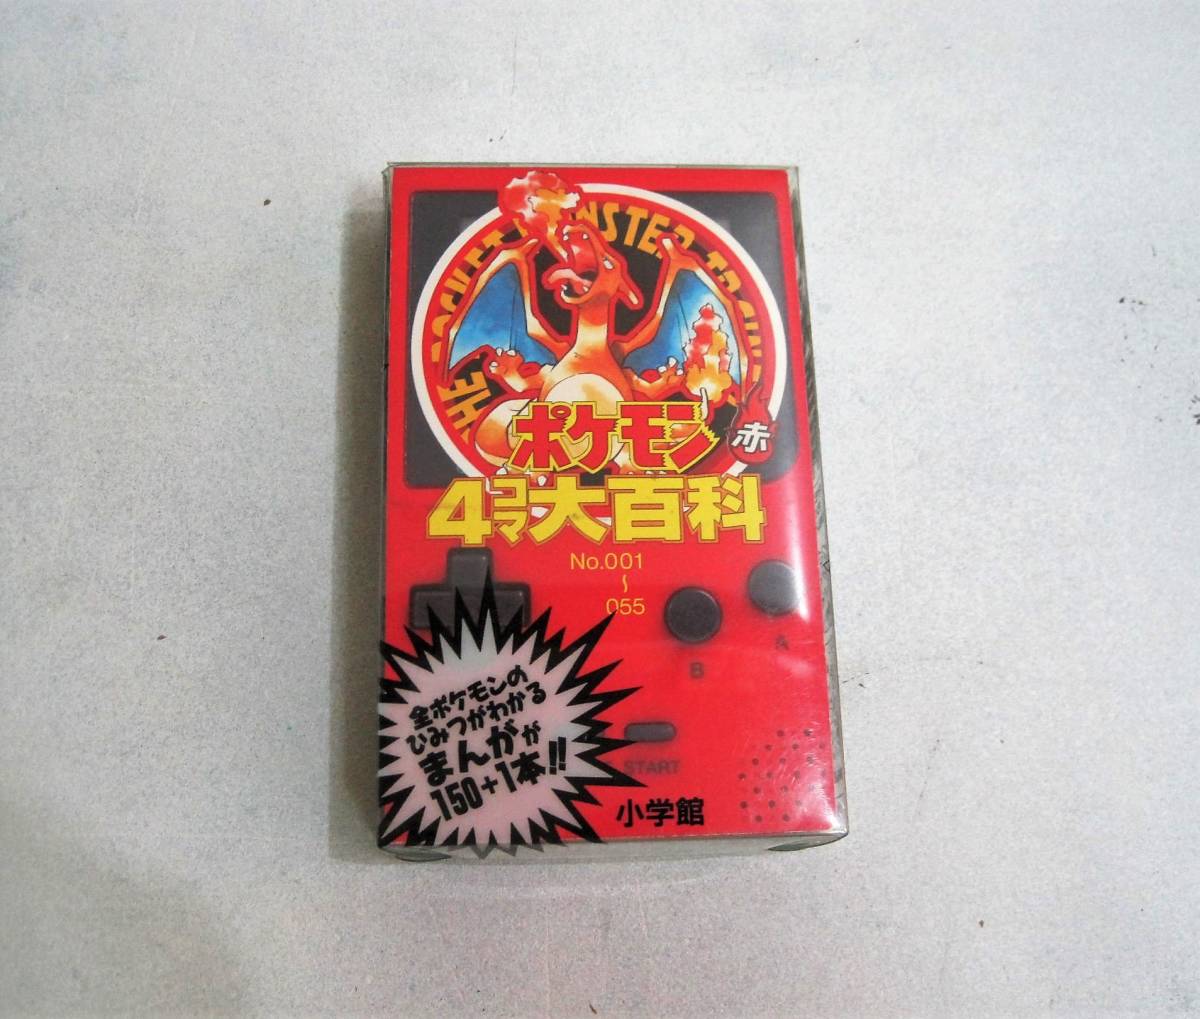 THE POCKET MONSTER TRAINER
ポケモン
赤
4コマ大百科
No.001
〜
055
B
A
START
全ポケモンの
ひみつがわかる
まんがが
150+1本!!
小学館